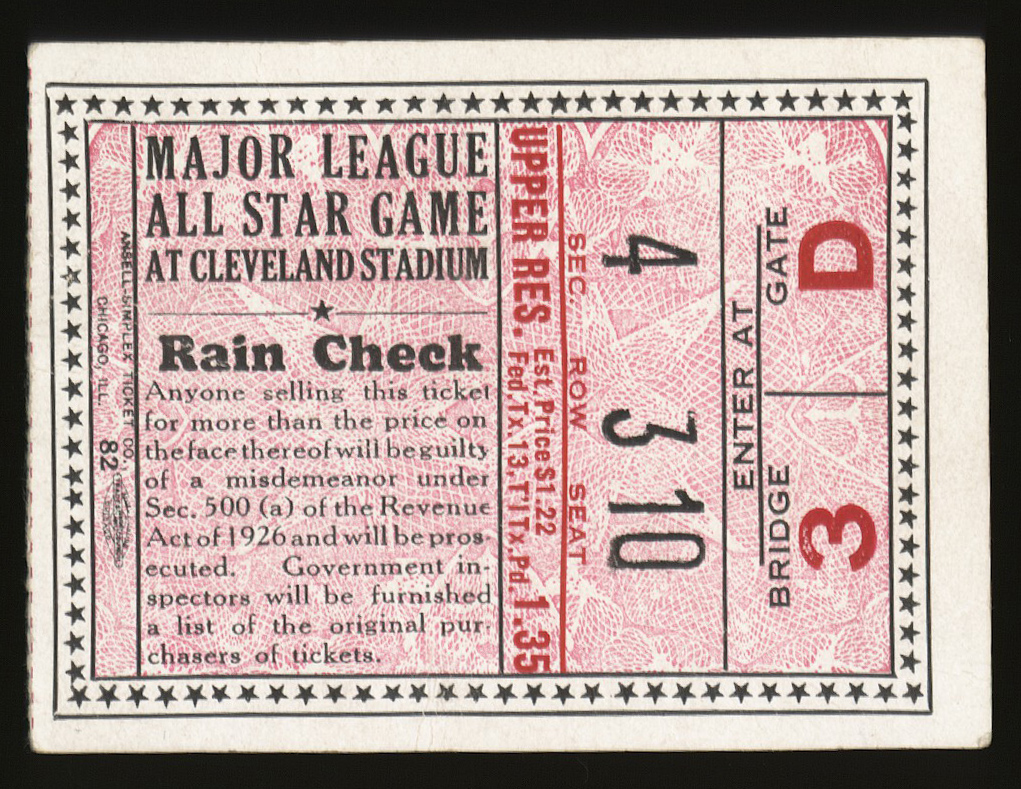 MAJOR LEAGUE
ALL STAR GAME
AT CLEVELAND STADIUM
Rain Check
Anyone selling this ticket
for more than the price on
the face thereof will be guilty
of a misdemeanor under
Sec. 500 (a) of the Revenue
Act of 1926 and will be pros-
ecuted. Government in-
spectors will be furnished
a list of the original pur-
chasers of tickets.
ANSELL-SIMPLEX TICKET CO.
CHICAGO, ILL. 82
UPPER RES. Est. Price $1.22
Fed. Tx. 13, Tl Tx. Pd. 1.35
SEC. ROW SEAT
4 3 10
ENTER AT
GATE BRIDGE
D 3